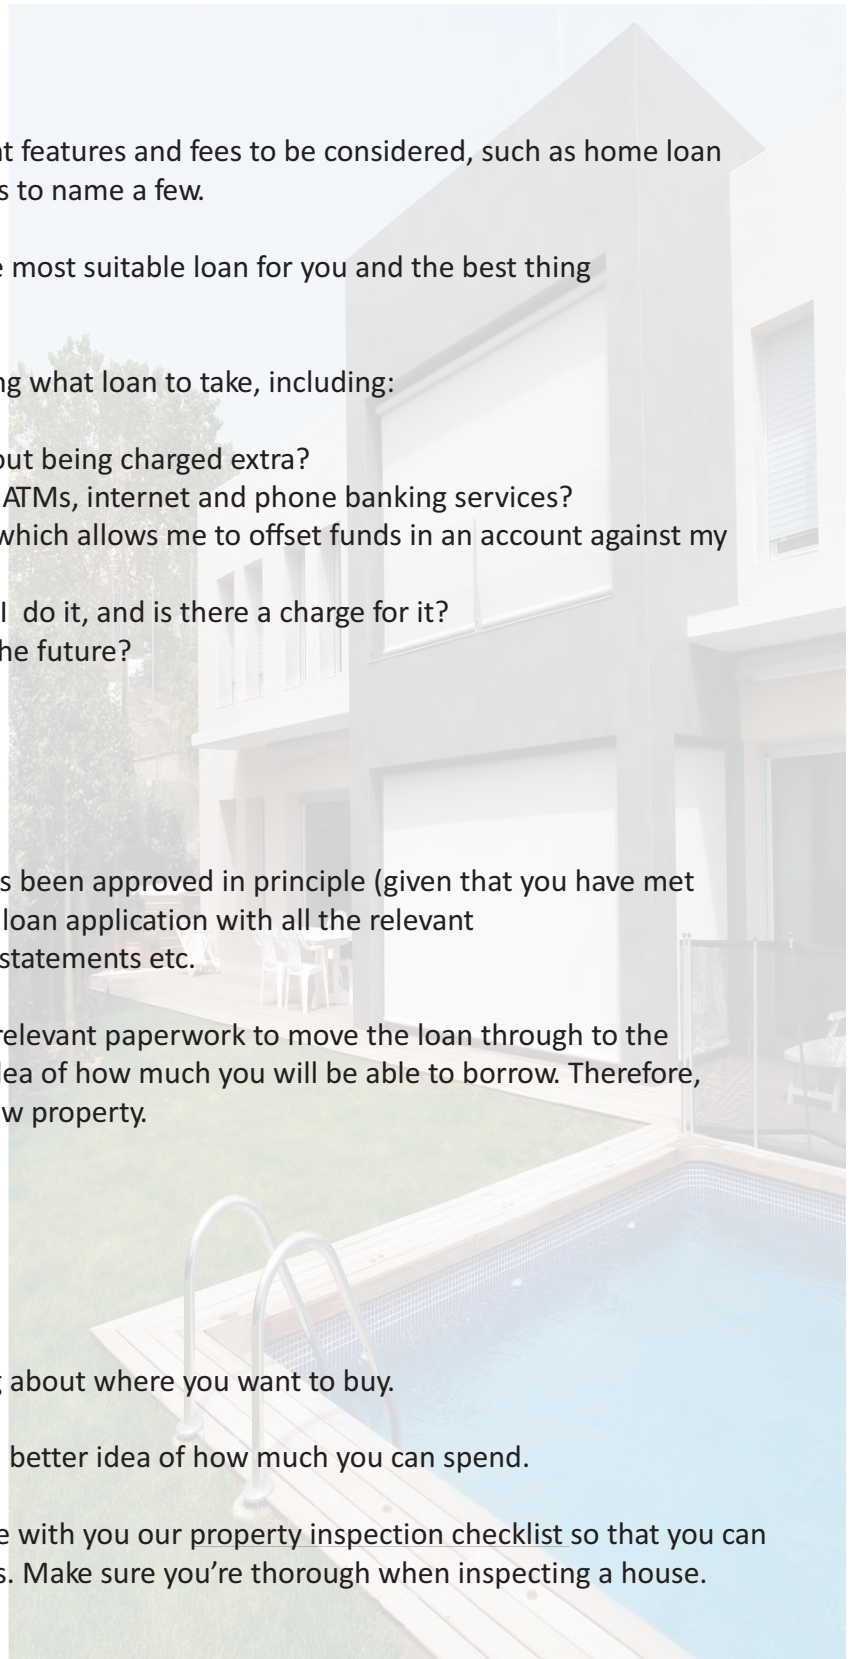 t features and fees to be considered, such as home loan
s to name a few.
e most suitable loan for you and the best thing
ng what loan to take, including:
out being charged extra?
ATMs, internet and phone banking services?
which allows me to offset funds in an account against my
I do it, and is there a charge for it?
he future?
s been approved in principle (given that you have met
loan application with all the relevant
statements etc.
relevant paperwork to move the loan through to the
dea of how much you will be able to borrow. Therefore,
w property.
g about where you want to buy.
better idea of how much you can spend.
e with you our property inspection checklist so that you can
s. Make sure you’re thorough when inspecting a house.